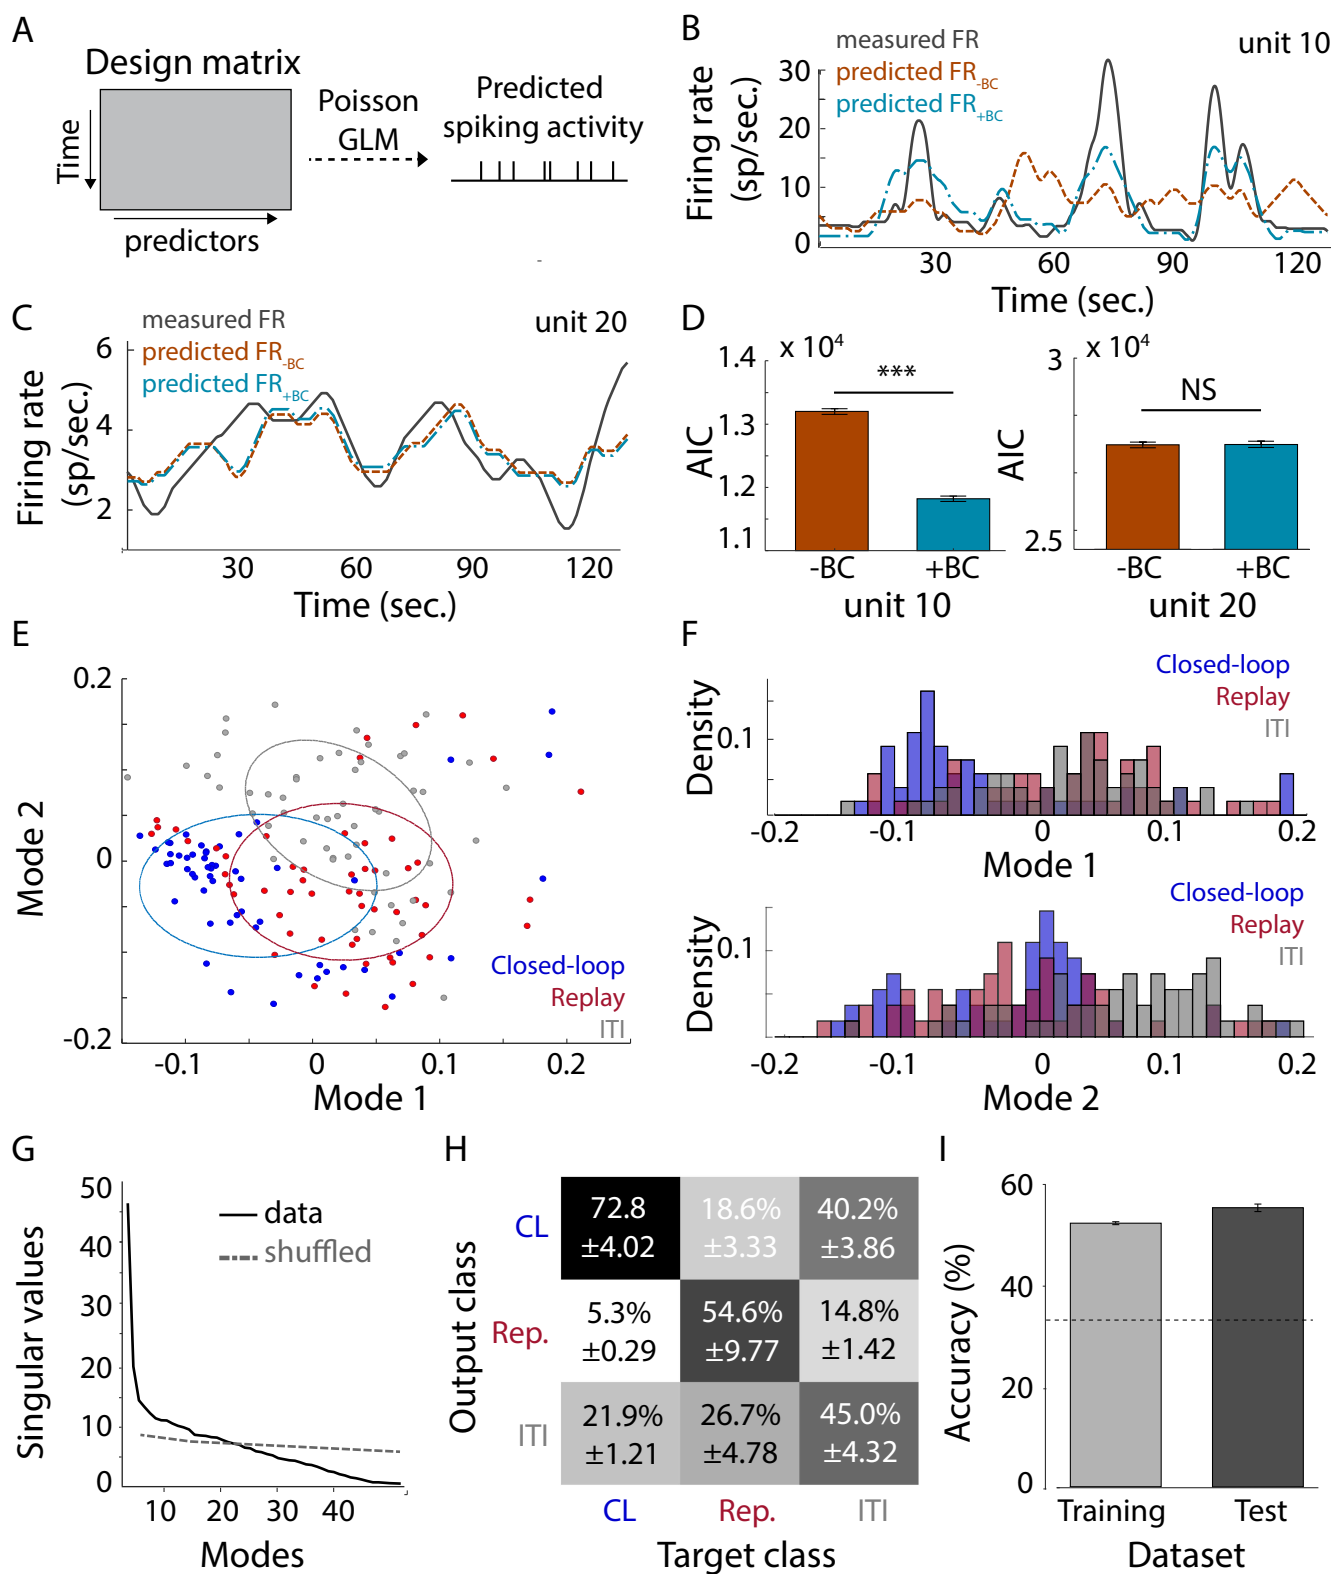 A
Design matrix
Time
predictors
Poisson
GLM
Predicted
spiking activity
B
measured FR
predicted FR-BC
predicted FR+BC
unit 10
Firing rate
(sp/sec.)
30
20
10
0
30 60 90 120
Time (sec.)
C
measured FR
predicted FR-BC
predicted FR+BC
unit 20
Firing rate
(sp/sec.)
6
4
2
30 60 90 120
Time (sec.)
D
x 10⁴
1.4
1.3
1.2
1.1
AIC
***
-BC +BC
unit 10
x 10⁴
3
2.5
AIC
NS
-BC +BC
unit 20
E
0.2
0
-0.2
Mode 2
Closed-loop
Replay
ITI
-0.1 0 0.1 0.2
Mode 1
F
Closed-loop
Replay
ITI
Density
0.1
-0.2 -0.1 0 0.1 0.2
Mode 1
Closed-loop
Replay
ITI
Density
0.1
-0.2 -0.1 0 0.1 0.2
Mode 2
G
50
40
30
20
10
0
Singular values
data
shuffled
10 20 30 40
Modes
H
Output class
CL
72.8 18.6% 40.2%
±4.02 ±3.33 ±3.86
Rep.
5.3% 54.6% 14.8%
±0.29 ±9.77 ±1.42
ITI
21.9% 26.7% 45.0%
±1.21 ±4.78 ±4.32
CL Rep. ITI
Target class
I
60
40
20
0
Accuracy (%)
Training Test
Dataset